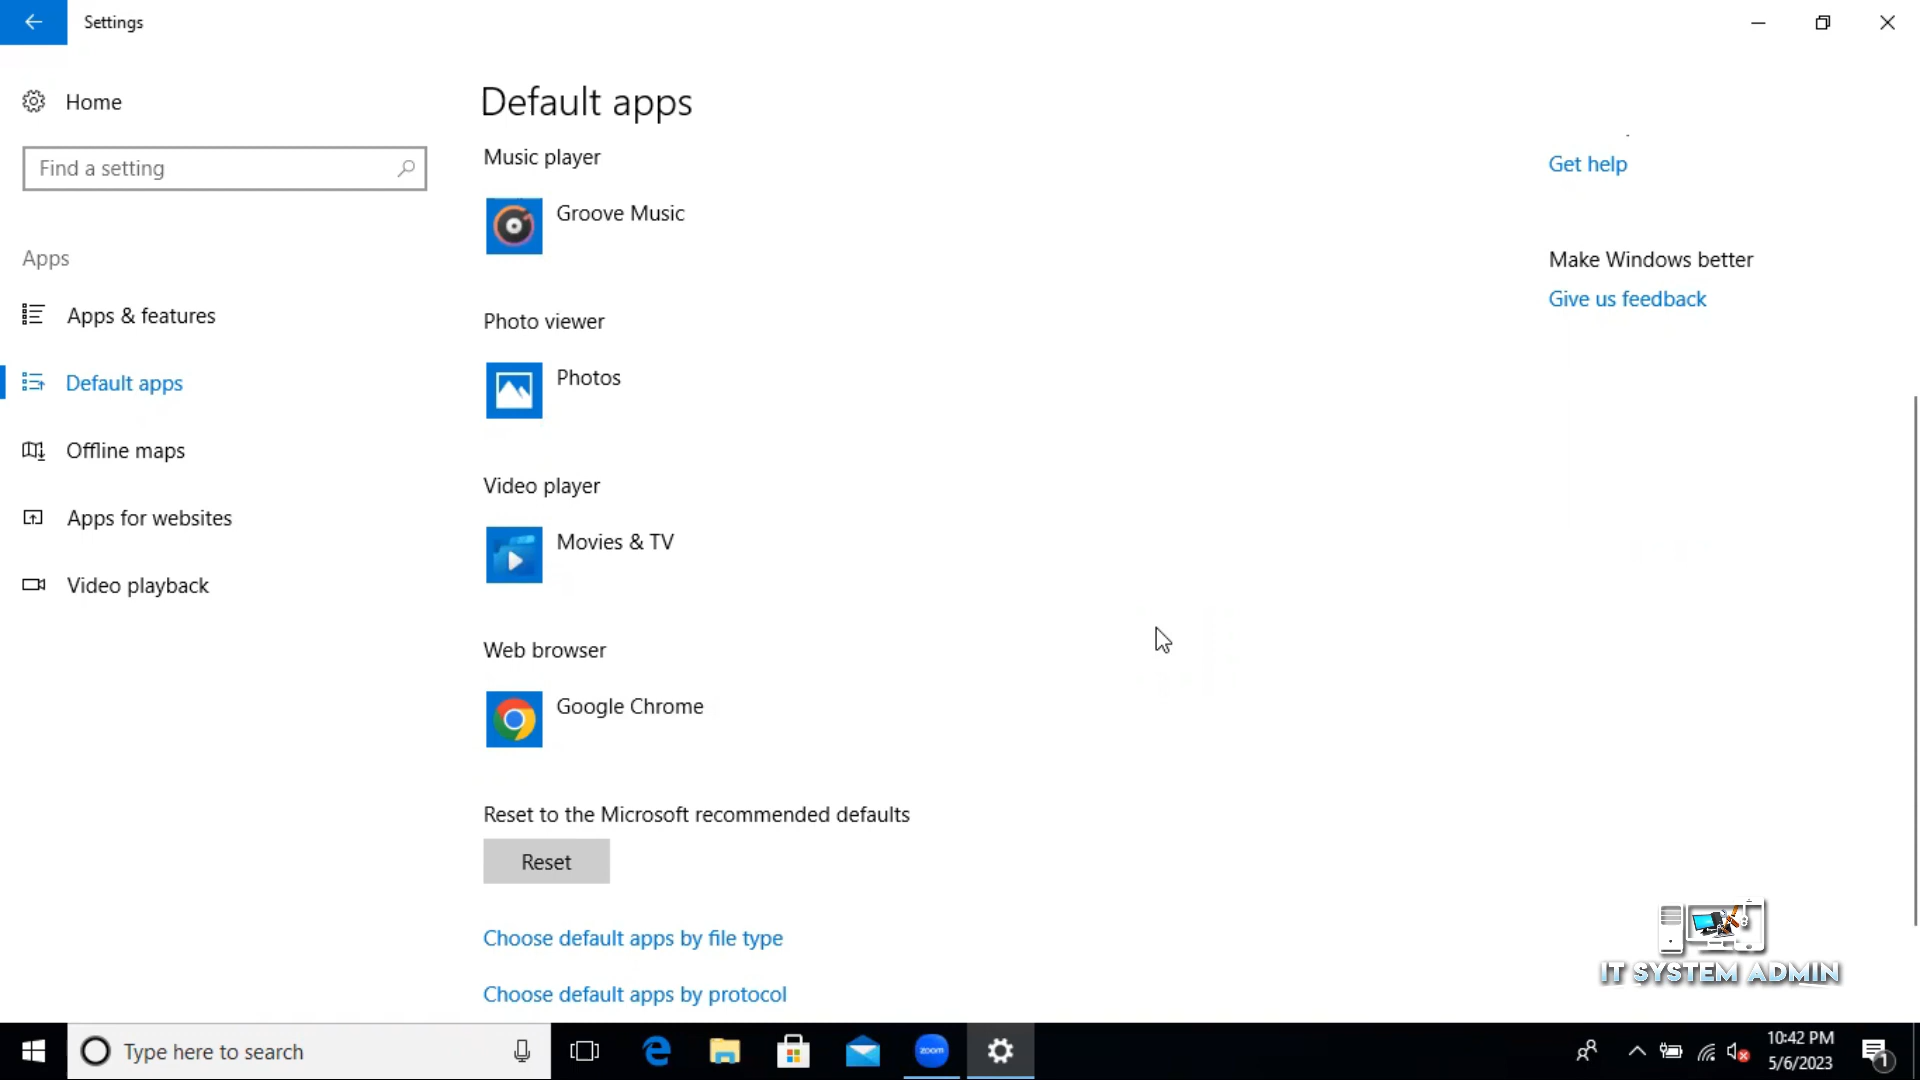 Settings
Home
Find a setting
Apps
Apps & features
Default apps
Offline maps
Apps for websites
Video playback
Default apps
Music player
Groove Music
Photo viewer
Photos
Video player
Movies & TV
Web browser
Google Chrome
Reset to the Microsoft recommended defaults
Reset
Choose default apps by file type
Choose default apps by protocol
Get help
Make Windows better
Give us feedback
IT SYSTEM ADMIN
Type here to search
zoom
10:42 PM
5/6/2023
1